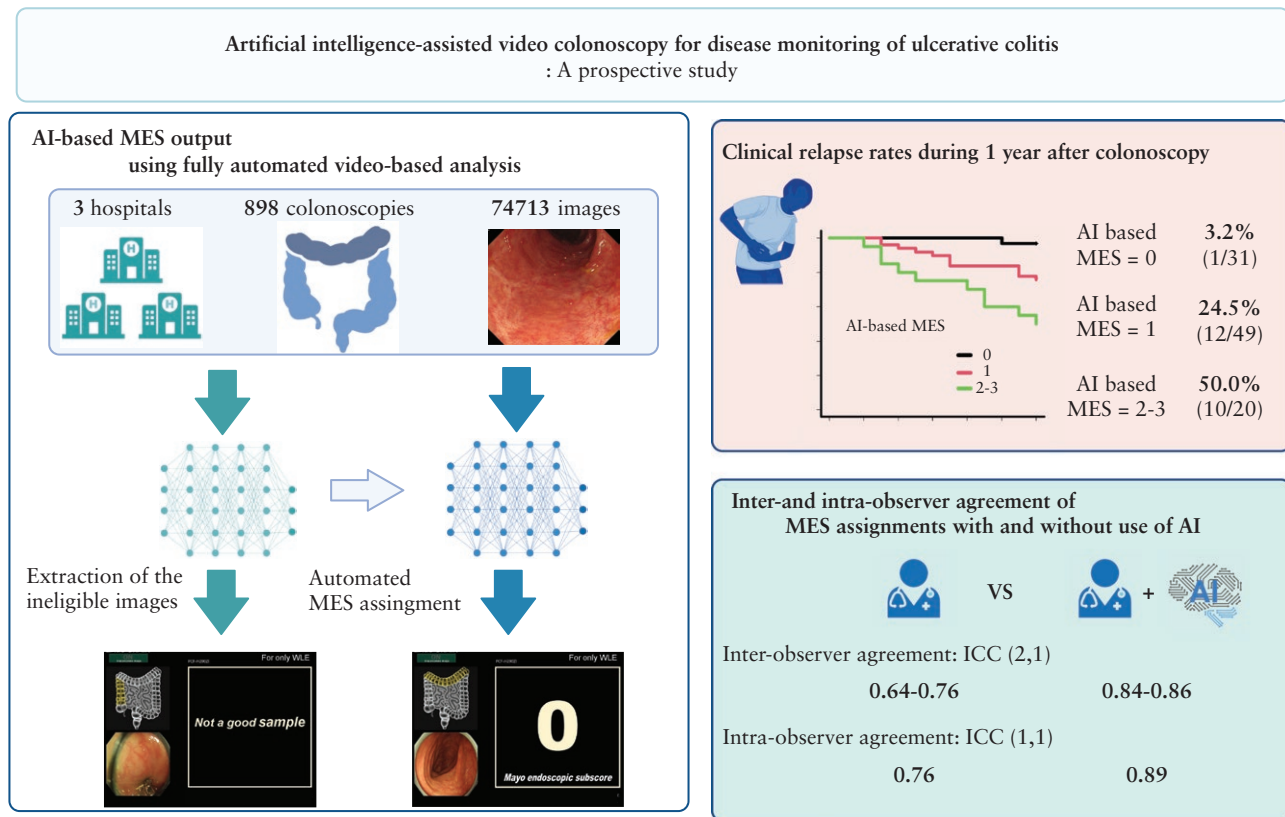 Artificial intelligence-assisted video colonoscopy for disease monitoring of ulcerative colitis
: A prospective study
AI-based MES output
using fully automated video-based analysis
3 hospitals
898 colonoscopies
74713 images
H
H
H
Extraction of the
ineligible images
Automated
MES assingment
For only WLE
Not a good sample
For only WLE
0
Mayo endoscopic subscore
Clinical relapse rates during 1 year after colonoscopy
AI-based MES
0
1
2-3
AI based
MES = 0
3.2%
(1/31)
AI based
MES = 1
24.5%
(12/49)
AI based
MES = 2-3
50.0%
(10/20)
Inter-and intra-observer agreement of
MES assignments with and without use of AI
VS
+
AI
Inter-observer agreement: ICC (2,1)
0.64-0.76
0.84-0.86
Intra-observer agreement: ICC (1,1)
0.76
0.89